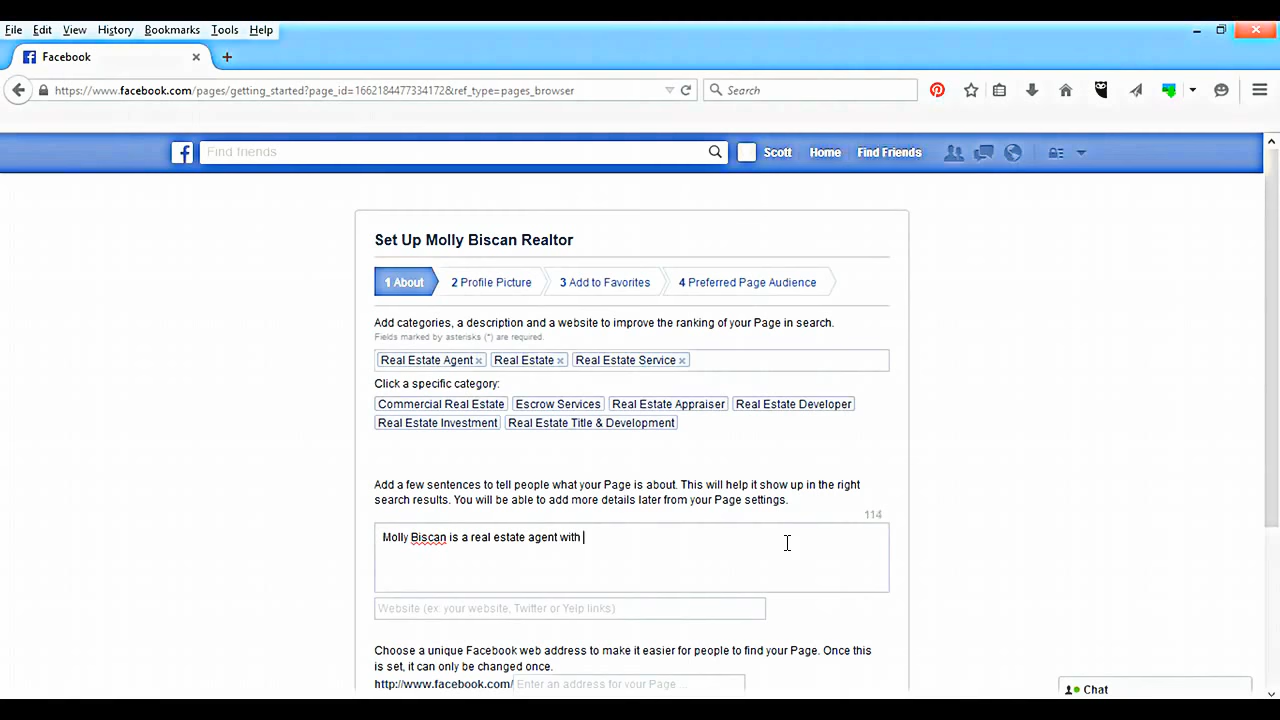 File Edit View History Bookmarks Tools Help
Facebook
https://www.facebook.com/pages/getting_started?page_id=1662184477334172&ref_type=pages_browser
Search
Find friends
Scott Home Find Friends
Set Up Molly Biscan Realtor
1 About 2 Profile Picture 3 Add to Favorites 4 Preferred Page Audience
Add categories, a description and a website to improve the ranking of your Page in search.
Fields marked by asterisks (*) are required.
Real Estate Agent Real Estate Real Estate Service
Click a specific category:
Commercial Real Estate Escrow Services Real Estate Appraiser Real Estate Developer
Real Estate Investment Real Estate Title & Development
Add a few sentences to tell people what your Page is about. This will help it show up in the right
search results. You will be able to add more details later from your Page settings.
114
Molly Biscan is a real estate agent with
Website (ex: your website, Twitter or Yelp links)
Choose a unique Facebook web address to make it easier for people to find your Page. Once this
is set, it can only be changed once.
http://www.facebook.com/ Enter an address for your Page ...
Chat